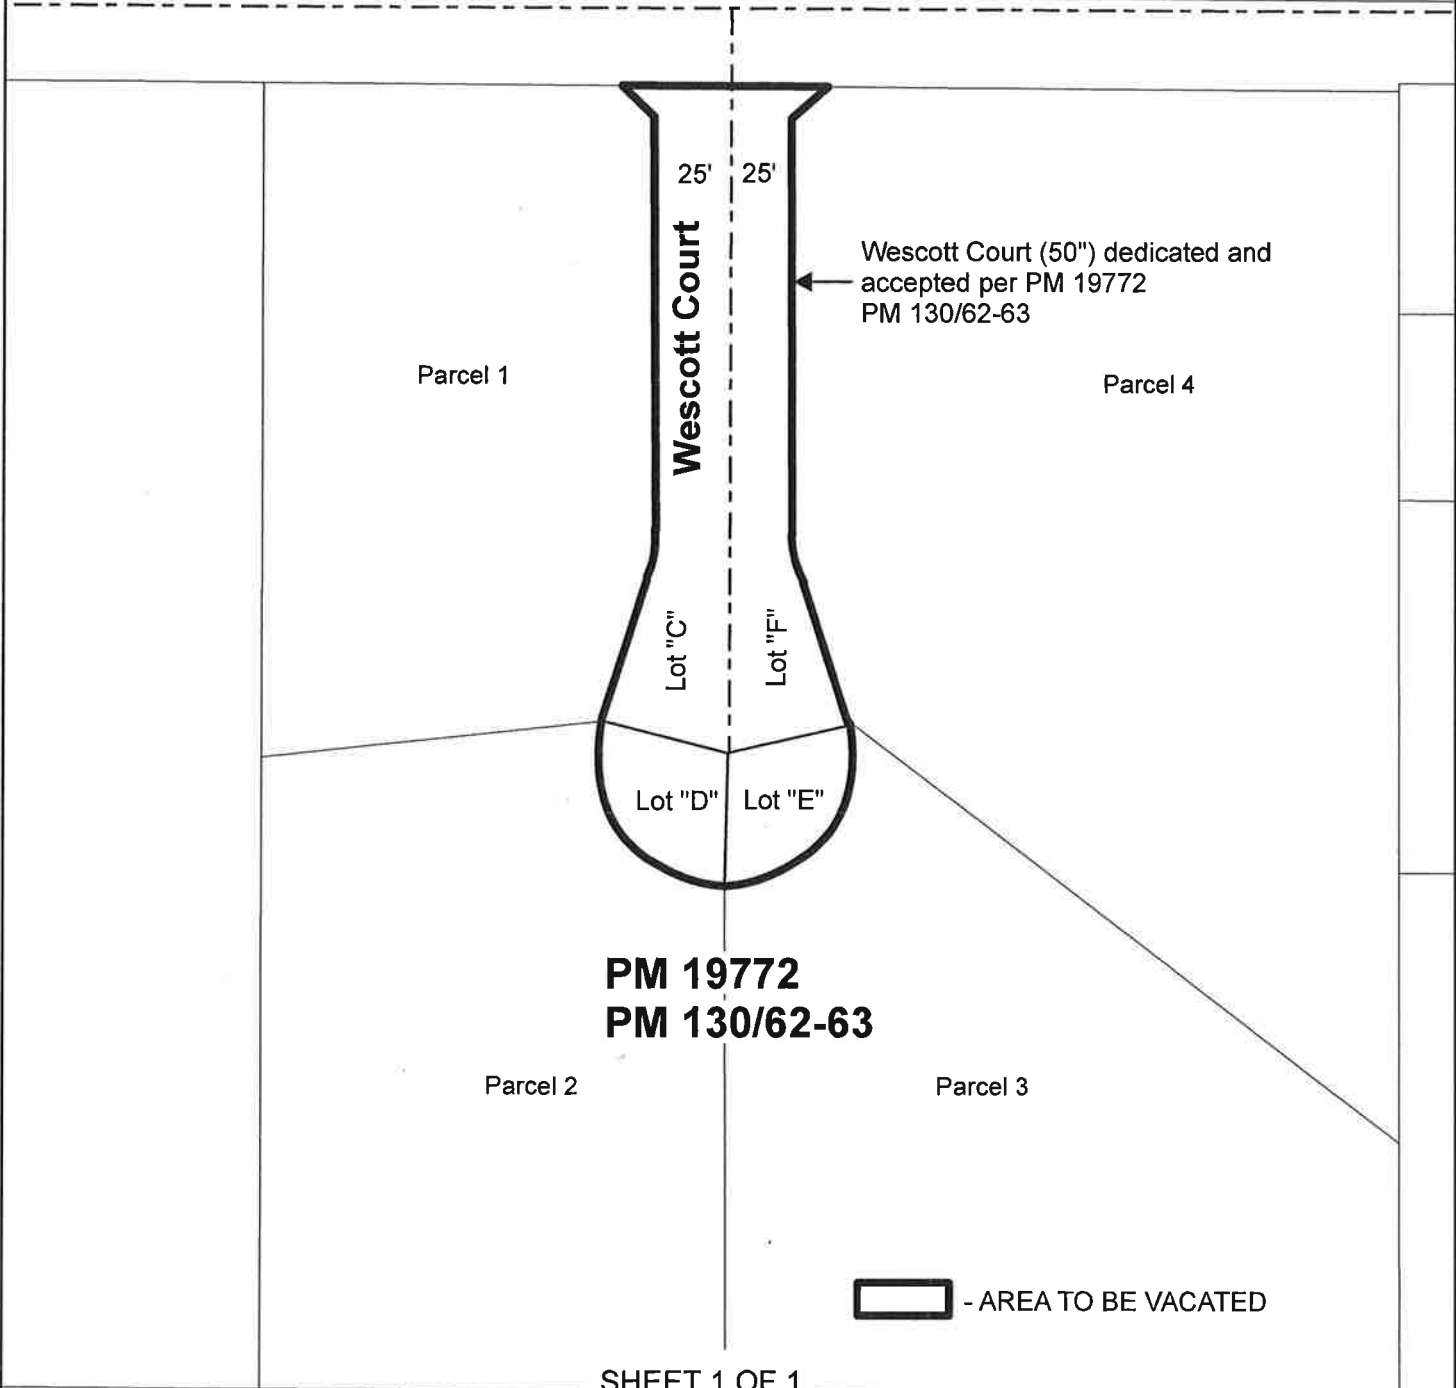 25' 25'
Wescott Court
Wescott Court (50") dedicated and
accepted per PM 19772
PM 130/62-63
Parcel 1
Parcel 4
Lot "C"
Lot "F"
Lot "D"
Lot "E"
PM 19772
PM 130/62-63
Parcel 2
Parcel 3
- AREA TO BE VACATED
SHEET 1 OF 1